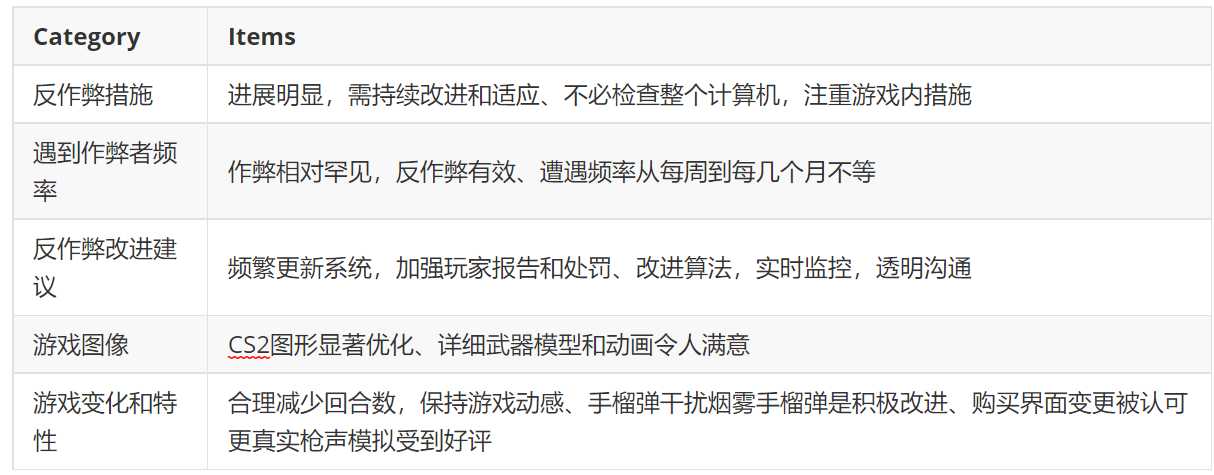 Category Items
反作弊措施 进展明显，需持续改进和适应、不必检查整个计算机，注重游戏内措施
遇到作弊者频
率
作弊相对罕见，反作弊有效、遭遇频率从每周到每几个月不等
反作弊改进建
议
频繁更新系统，加强玩家报告和处罚、改进算法，实时监控，透明沟通
游戏图像 CS2图形显著优化、详细武器模型和动画令人满意
游戏变化和特
性
合理减少回合数，保持游戏动感、手榴弹干扰烟雾手榴弹是积极改进、购买界面变更被认可
更真实枪声模拟受到好评